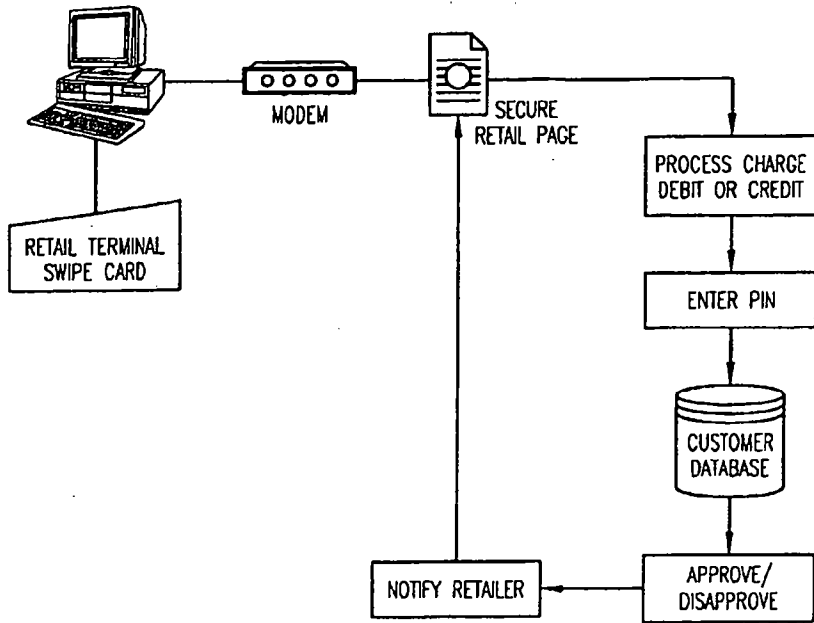 MODEM
SECURE
RETAIL PAGE
PROCESS CHARGE
DEBIT OR CREDIT
RETAIL TERMINAL
SWIPE CARD
ENTER PIN
CUSTOMER
DATABASE
APPROVE/
DISAPPROVE
NOTIFY RETAILER